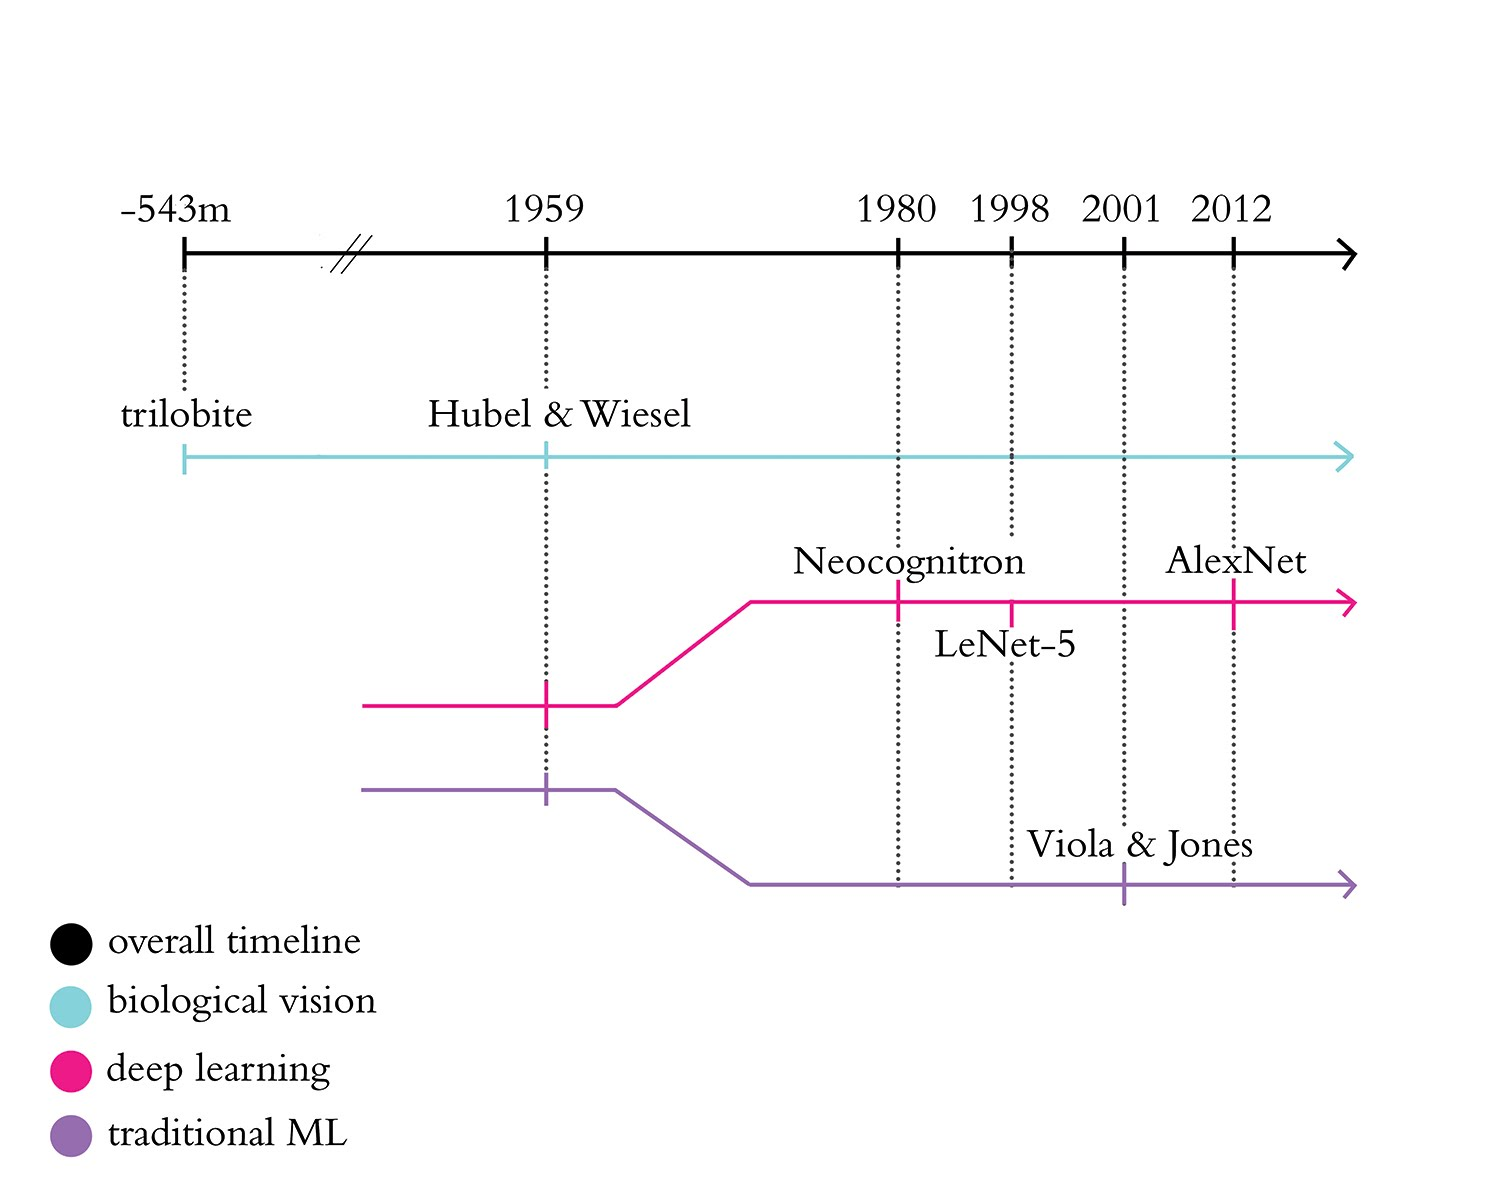 -543m 1959 1980 1998 2001 2012
trilobite Hubel & Wiesel
Neocognitron AlexNet
LeNet-5
Viola & Jones
overall timeline
biological vision
deep learning
traditional ML